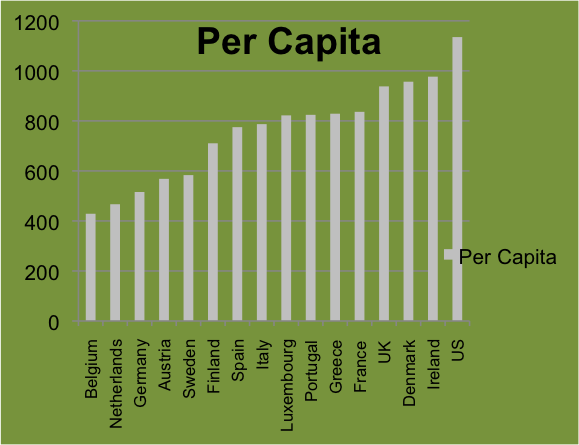 Per Capita
1200
1000
800
600
400
200
0
Per Capita
Belgium
Netherlands
Germany
Austria
Sweden
Finland
Spain
Italy
Luxembourg
Portugal
Greece
France
UK
Denmark
Ireland
US